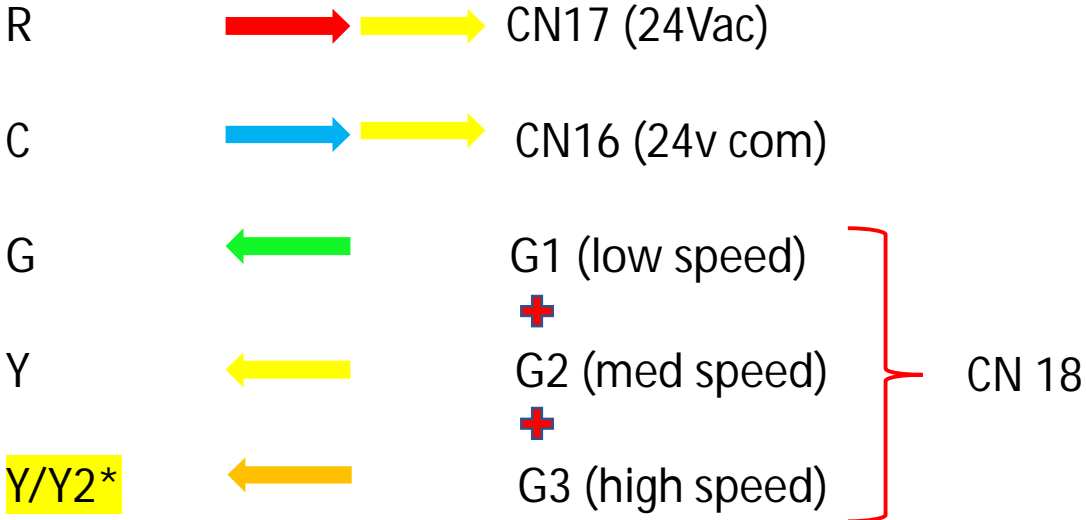 R CN17 (24Vac)
C CN16 (24v com)
G G1 (low speed)
Y G2 (med speed)
CN 18
Y/Y2* G3 (high speed)